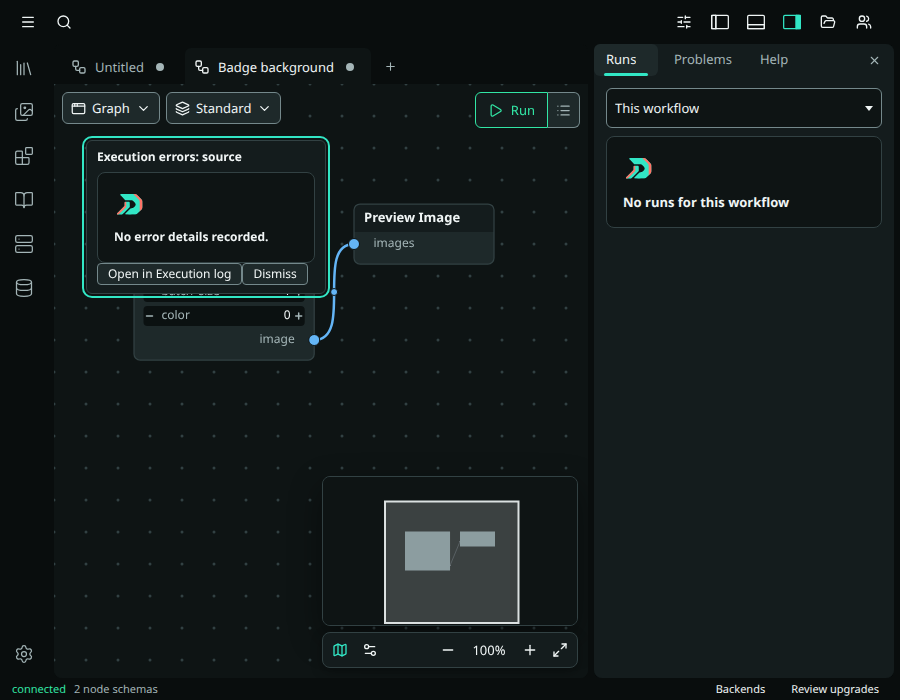 Untitled
Badge background
Runs
Problems
Help
Graph
Standard
Run
This workflow
Execution errors: source
No error details recorded.
Open in Execution log
Dismiss
No runs for this workflow
Preview Image
images
color
0
image
100%
connected
2 node schemas
Backends
Review upgrades